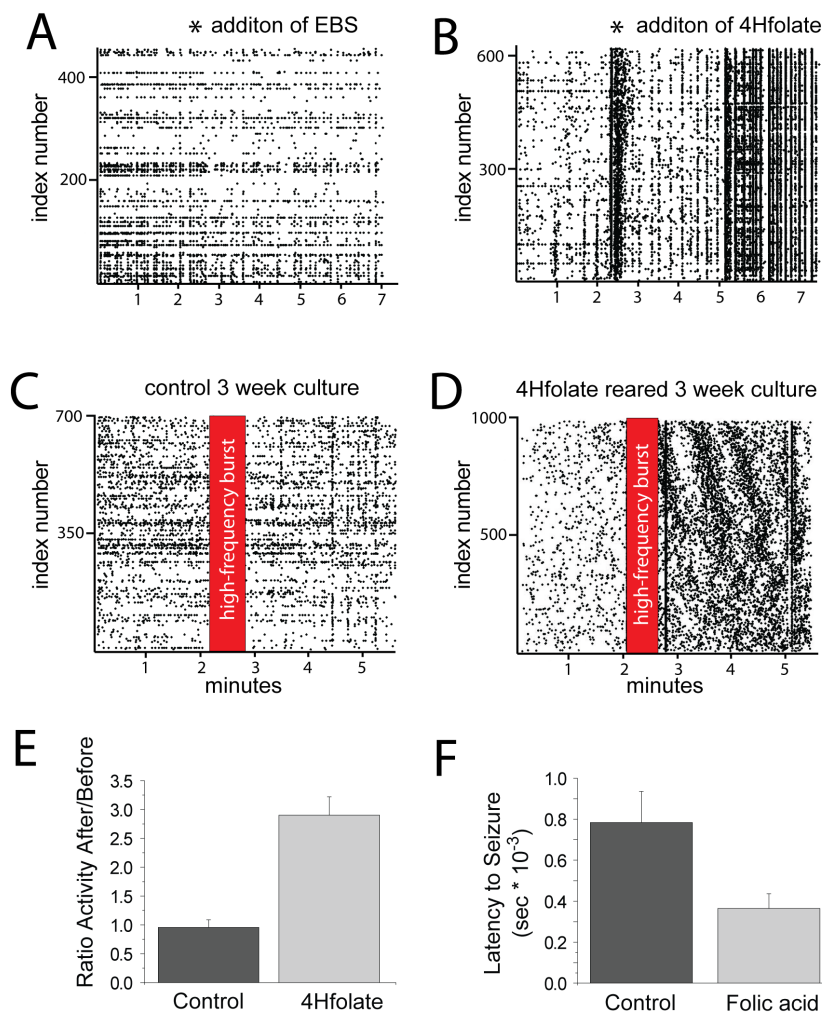 A
* additon of EBS
index number
400
200
1 2 3 4 5 6 7
B
* additon of 4Hfolate
index number
600
300
1 2 3 4 5 6 7
C
control 3 week culture
index number
700
350
high-frequency burst
1 2 3 4 5
minutes
D
4Hfolate reared 3 week culture
index number
1000
500
high-frequency burst
1 2 3 4 5
minutes
E
Ratio Activity After/Before
3.5
3.0
2.5
2.0
1.5
1.0
0.5
0.0
Control 4Hfolate
F
Latency to Seizure
(sec * 10-3)
1.0
0.8
0.6
0.4
0.2
0.0
Control Folic acid